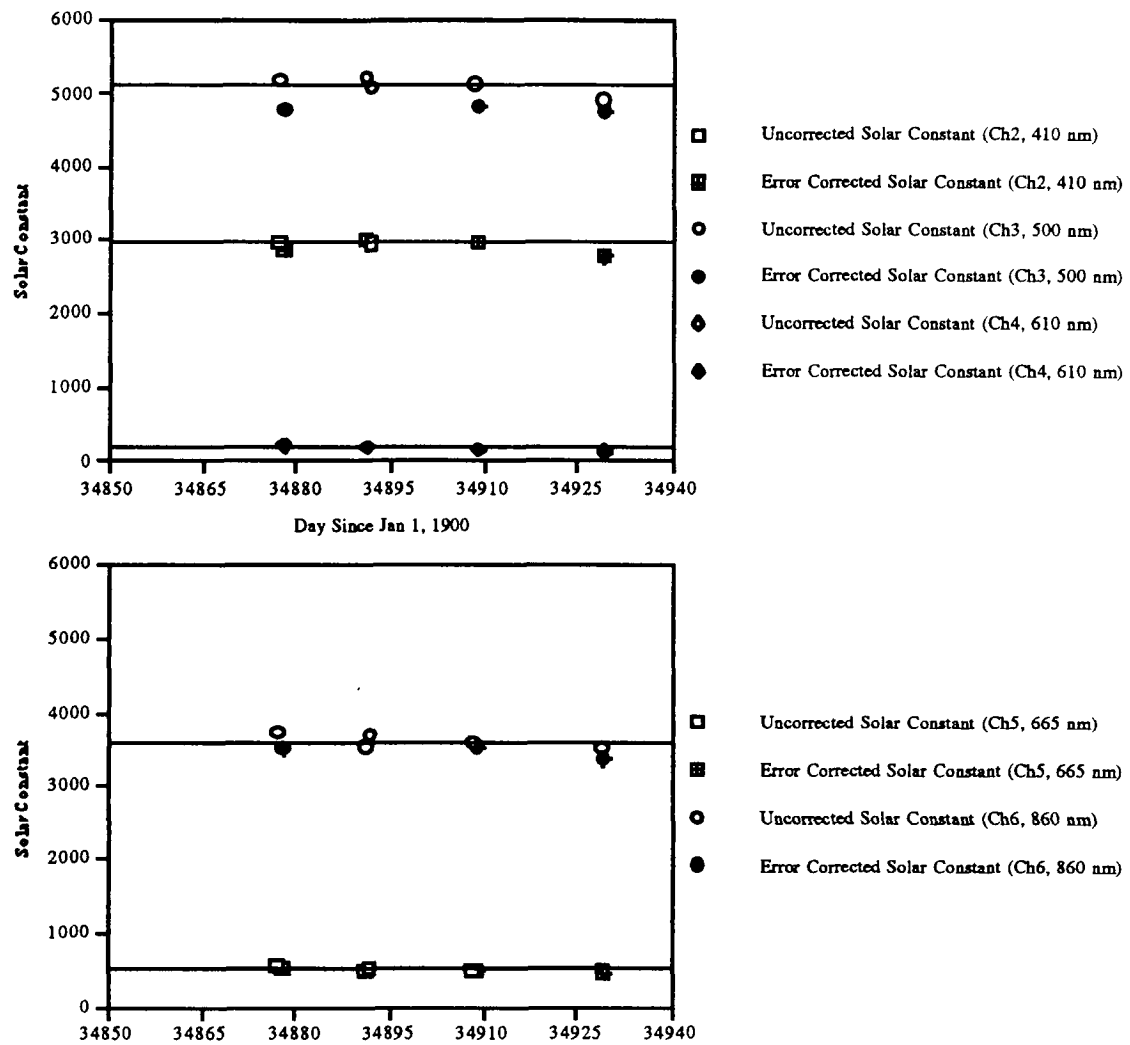 6000
5000
4000
3000
2000
1000
0
Solar Constant
34850 34865 34880 34895 34910 34925 34940
Day Since Jan 1, 1900
Uncorrected Solar Constant (Ch2, 410 nm)
Error Corrected Solar Constant (Ch2, 410 nm)
Uncorrected Solar Constant (Ch3, 500 nm)
Error Corrected Solar Constant (Ch3, 500 nm)
Uncorrected Solar Constant (Ch4, 610 nm)
Error Corrected Solar Constant (Ch4, 610 nm)
6000
5000
4000
3000
2000
1000
0
Solar Constant
34850 34865 34880 34895 34910 34925 34940
Uncorrected Solar Constant (Ch5, 665 nm)
Error Corrected Solar Constant (Ch5, 665 nm)
Uncorrected Solar Constant (Ch6, 860 nm)
Error Corrected Solar Constant (Ch6, 860 nm)